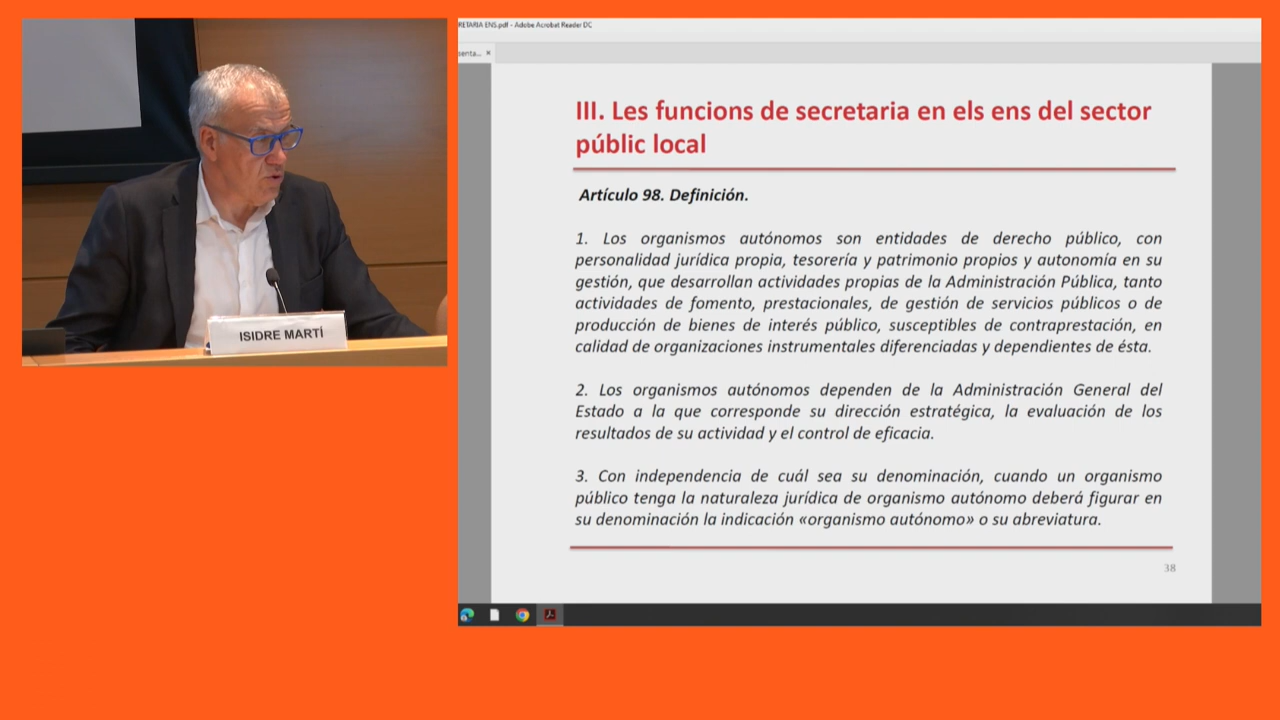 ISIDRE MARTÍ
RETARIA ENS.pdf - Adobe Acrobat Reader DC
III. Les funcions de secretaria en els ens del sector
públic local
Artículo 98. Definición.
1. Los organismos autónomos son entidades de derecho público, con
personalidad jurídica propia, tesorería y patrimonio propios y autonomía en su
gestión, que desarrollan actividades propias de la Administración Pública, tanto
actividades de fomento, prestacionales, de gestión de servicios públicos o de
producción de bienes de interés público, susceptibles de contraprestación, en
calidad de organizaciones instrumentales diferenciadas y dependientes de ésta.
2. Los organismos autónomos dependen de la Administración General del
Estado a la que corresponde su dirección estratégica, la evaluación de los
resultados de su actividad y el control de eficacia.
3. Con independencia de cuál sea su denominación, cuando un organismo
público tenga la naturaleza jurídica de organismo autónomo deberá figurar en
su denominación la indicación «organismo autónomo» o su abreviatura.
38